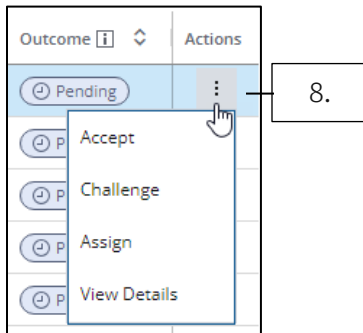 Outcome i Actions
Pending
8.
P Accept
P Challenge
P Assign
P View Details